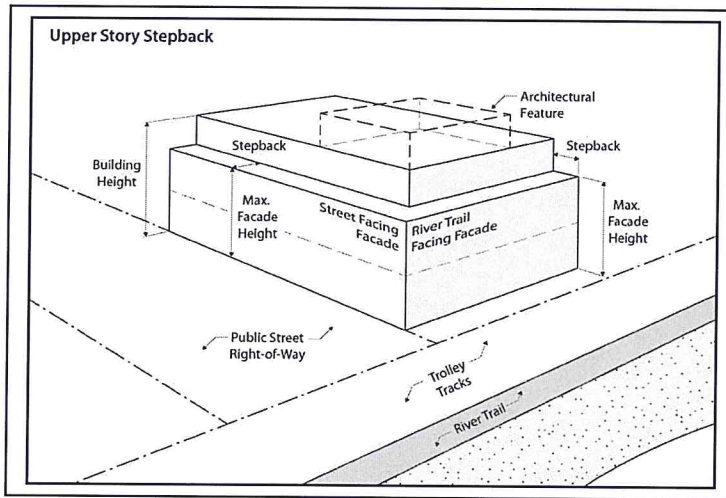 Upper Story Stepback
Architectural
Feature
Stepback
Stepback
Building
Height
Max.
Facade
Height
Street Facing
Facade
River Trail
Facing Facade
Max.
Facade
Height
Public Street
Right-of-Way
Trolley
Tracks
River Trail